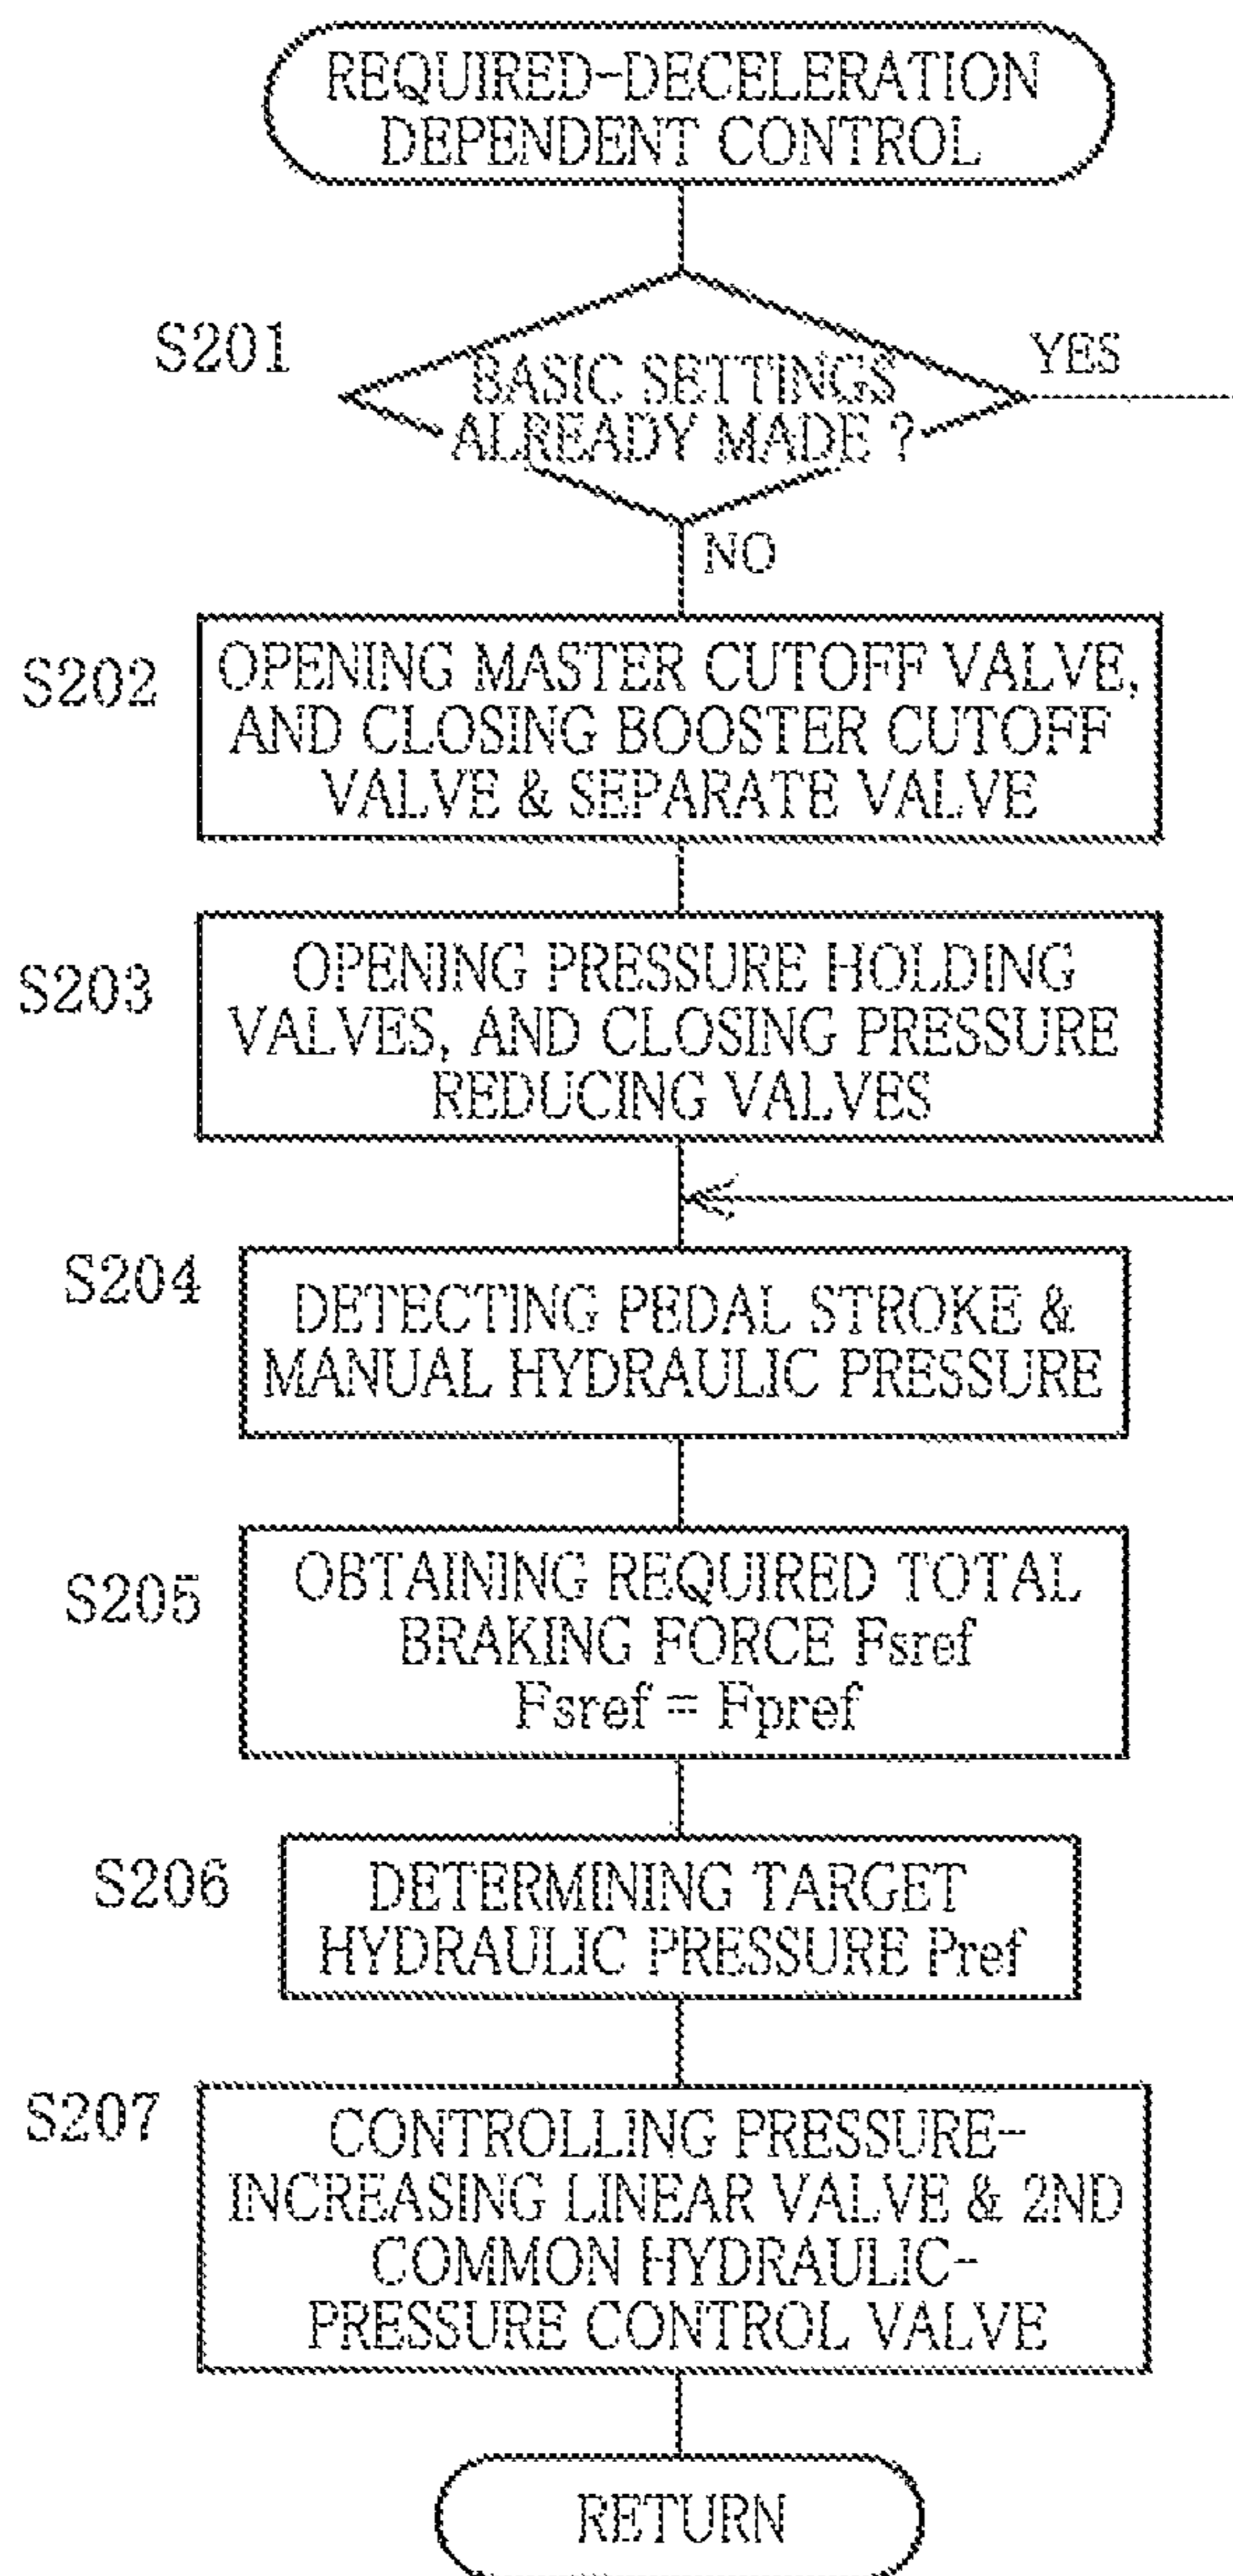 REQUIRED-DECELERATION
DEPENDENT CONTROL
S201
BASIC SETTINGS
ALREADY MADE ?
YES
NO
S202
OPENING MASTER CUTOFF VALVE,
AND CLOSING BOOSTER CUTOFF
VALVE & SEPARATE VALVE
S203
OPENING PRESSURE HOLDING
VALVES, AND CLOSING PRESSURE
REDUCING VALVES
S204
DETECTING PEDAL STROKE &
MANUAL HYDRAULIC PRESSURE
S205
OBTAINING REQUIRED TOTAL
BRAKING FORCE Fsref
Fsref = Fpref
S206
DETERMINING TARGET
HYDRAULIC PRESSURE Pref
S207
CONTROLLING PRESSURE-
INCREASING LINEAR VALVE & 2ND
COMMON HYDRAULIC-
PRESSURE CONTROL VALVE
RETURN